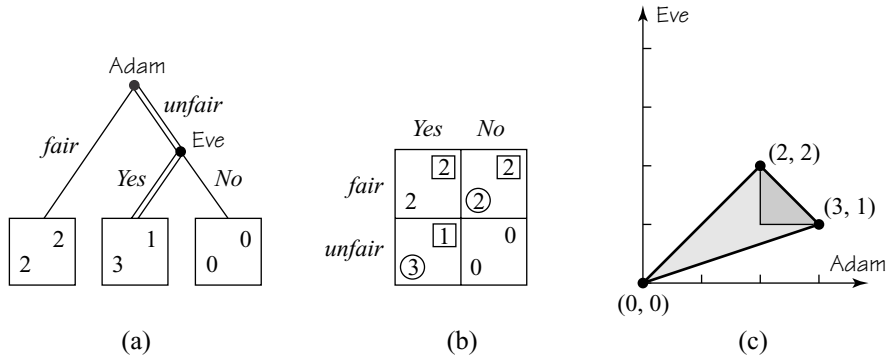 Adam
unfair
Eve
fair
Yes
No
2
2
1
3
0
0
(a)
Yes No
fair
2 2
2 2
unfair
1 0
3 0
(b)
Eve
(2, 2)
(3, 1)
Adam
(0, 0)
(c)